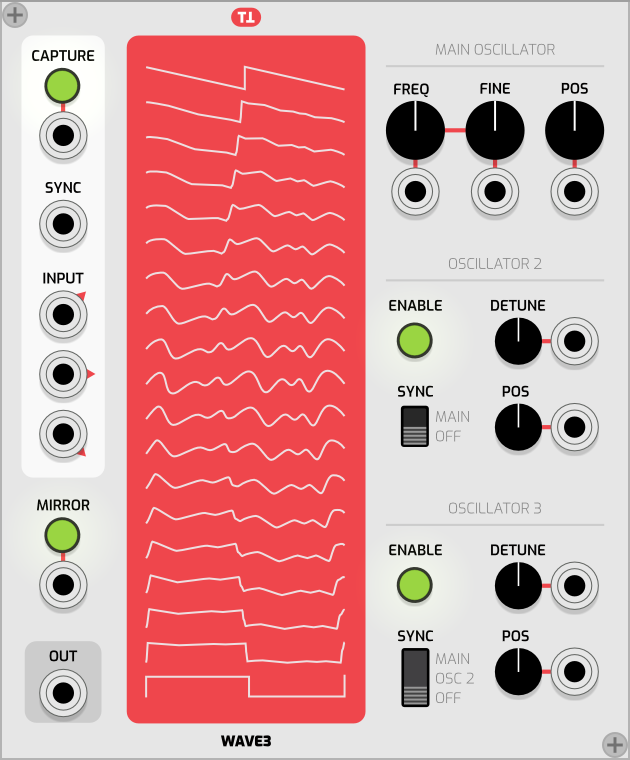 TT
CAPTURE
MAIN OSCILLATOR
FREQ FINE POS
SYNC
OSCILLATOR 2
INPUT
ENABLE DETUNE
SYNC POS
MAIN
OFF
MIRROR
OSCILLATOR 3
ENABLE DETUNE
SYNC POS
OUT
MAIN
OSC 2
OFF
WAVE3